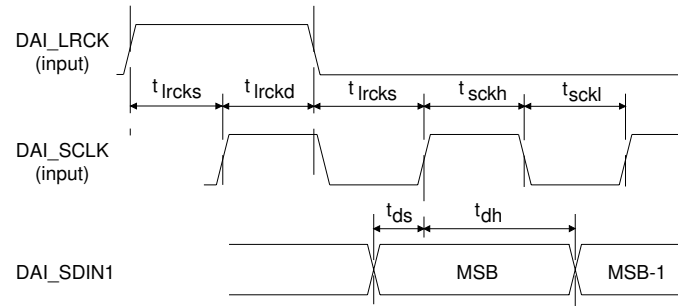 DAI_LRCK
(input)
t lrcks
t lrckd
t lrcks
t sckh
t sckl
DAI_SCLK
(input)
t ds
t dh
DAI_SDIN1
MSB
MSB-1